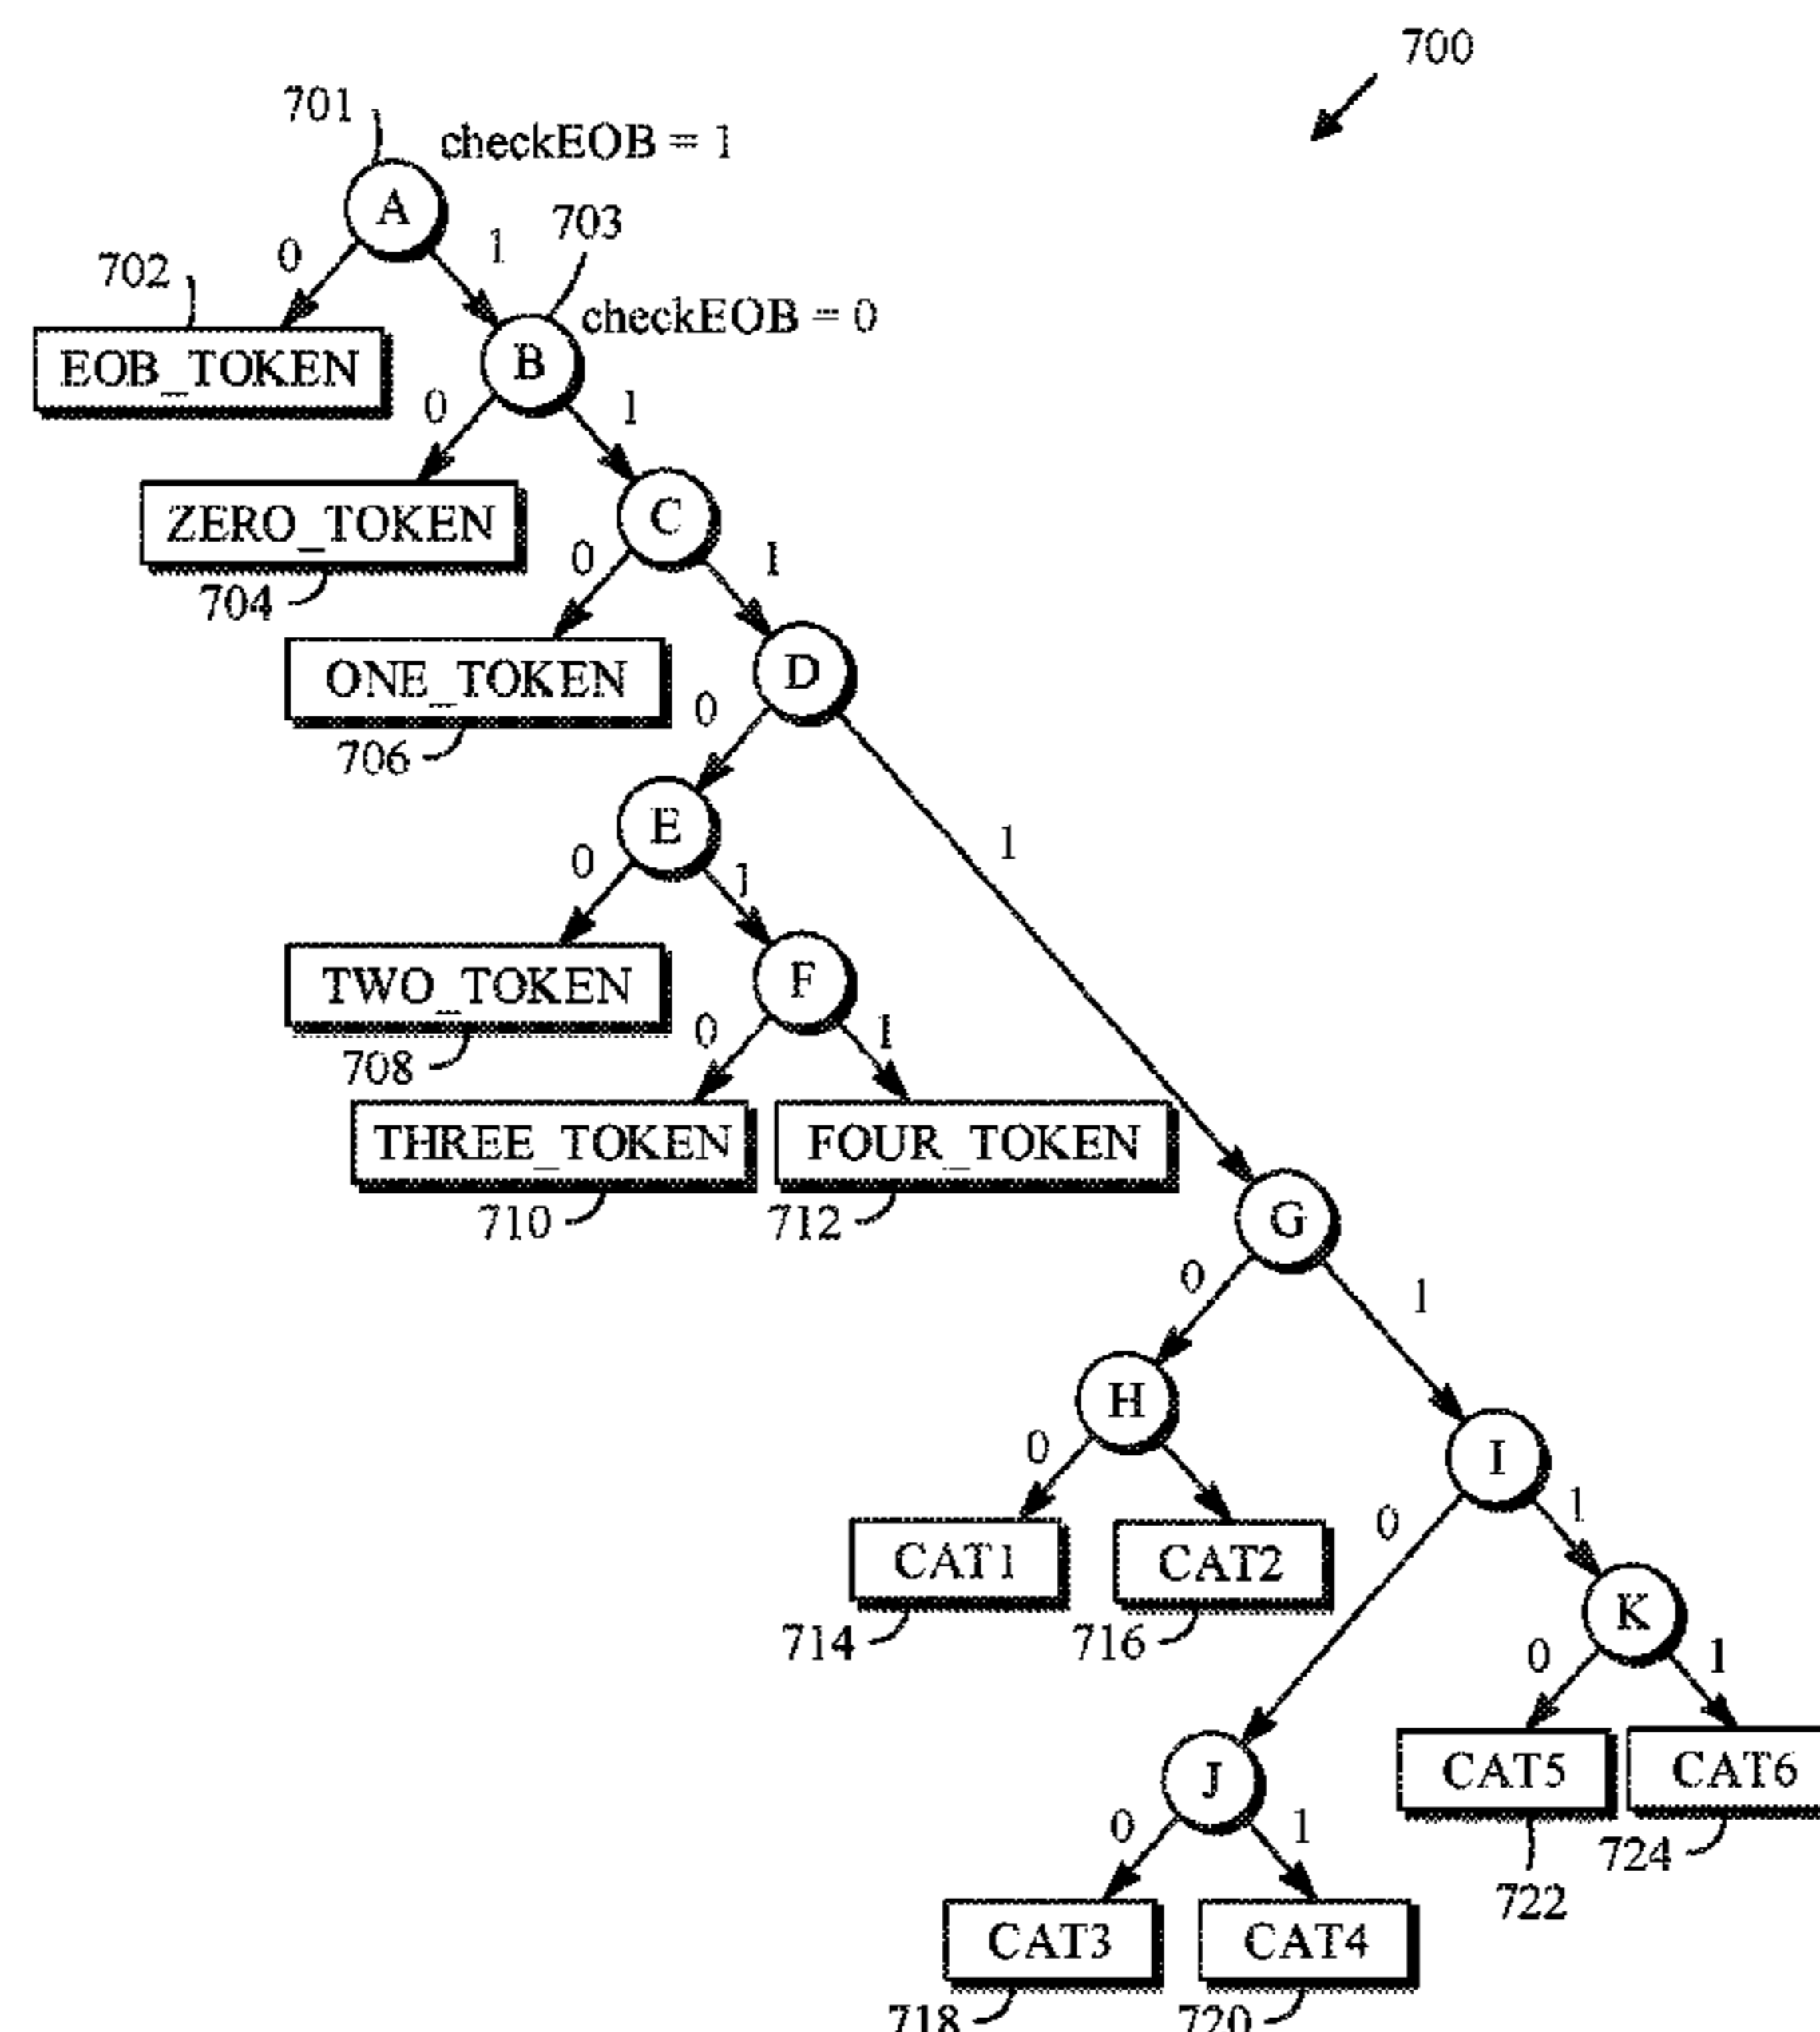 700
701
checkEOB = 1
A
703
0 1
702
checkEOB = 0
EOB_TOKEN
B
0 1
ZERO_TOKEN
C
704
0 1
ONE_TOKEN
D
706
0
E
1
0 1
TWO_TOKEN
F
708
0 1
THREE_TOKEN
FOUR_TOKEN
710
712
G
0 1
H
I
0
CAT1
CAT2
0 1
714
716
K
0 1
J
CAT5
CAT6
0 1
724
722
CAT3
CAT4
718
720